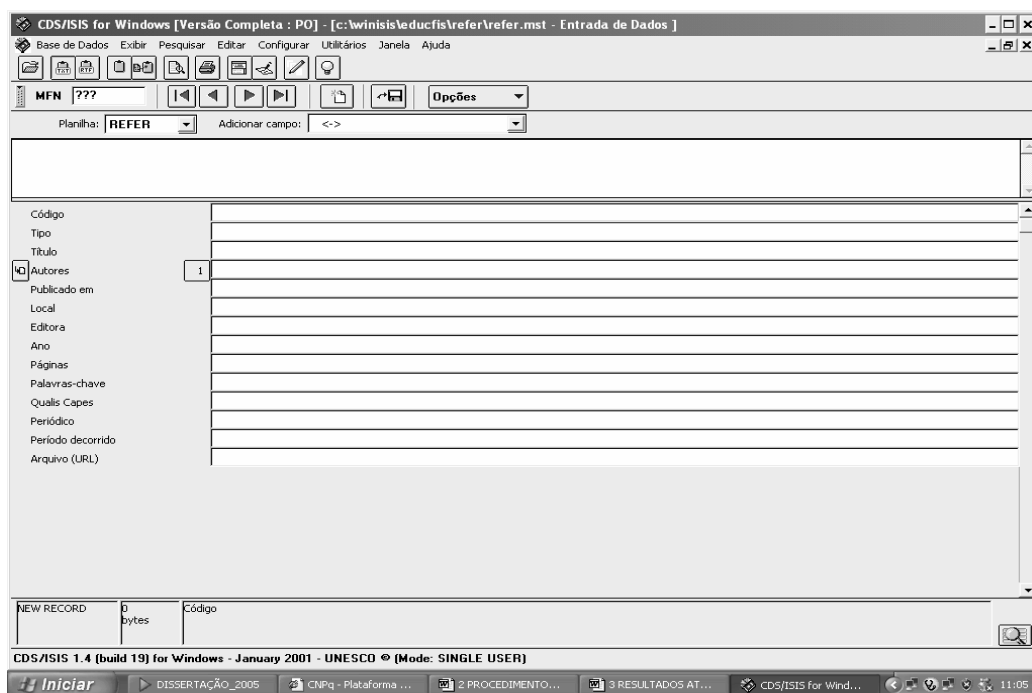 CDS/ISIS for Windows [Versão Completa : PO] - [c:\winisis\educfis\refer\refer.mst - Entrada de Dados ]
Base de Dados Exibir Pesquisar Editar Configurar Utilitários Janela Ajuda
TXT RTF
MFN ??? Opções
Planilha: REFER Adicionar campo: <->
Código
Tipo
Título
Autores 1
Publicado em
Local
Editora
Ano
Páginas
Palavras-chave
Qualis Capes
Periódico
Período decorrido
Arquivo (URL)
NEW RECORD 0 Código
bytes
CDS/ISIS 1.4 (build 19) for Windows - January 2001 - UNESCO © (Mode: SINGLE USER)
Iniciar DISSERTAÇÃO_2005 CNPq - Plataforma ... 2 PROCEDIMENTO... 3 RESULTADOS AT... CDS/ISIS for Wind... 11:05